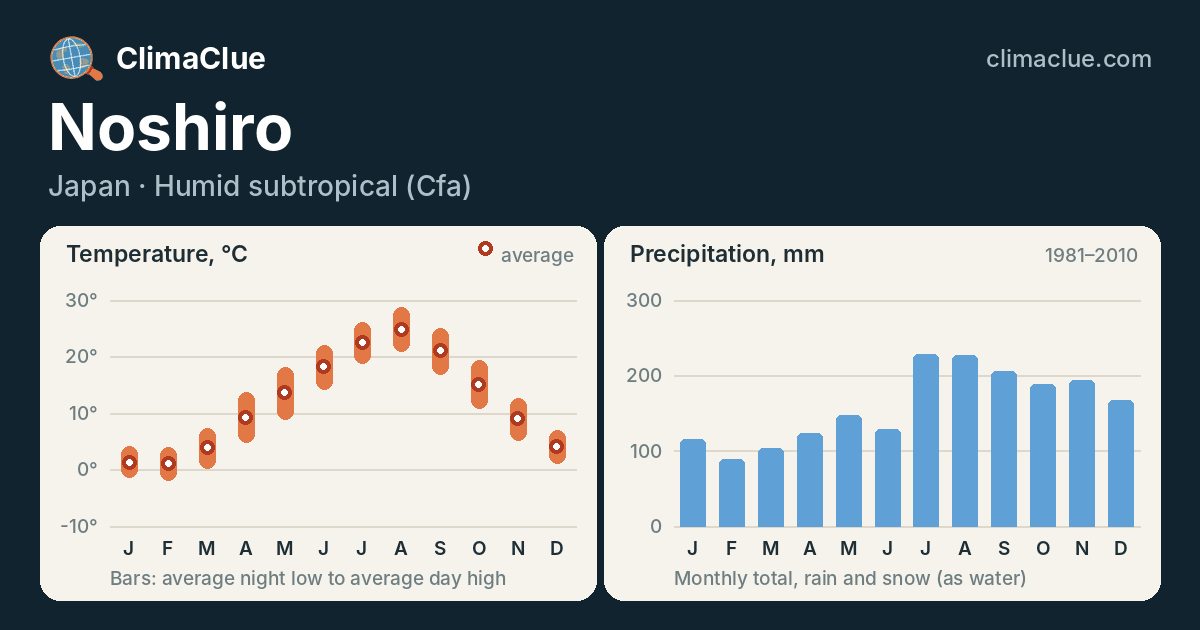 ClimaClue
climaclue.com
Noshiro
Japan · Humid subtropical (Cfa)
Temperature, °C
average
30°
20°
10°
0°
-10°
J F M A M J J A S O N D
Bars: average night low to average day high
Precipitation, mm
1981–2010
300
200
100
0
J F M A M J J A S O N D
Monthly total, rain and snow (as water)